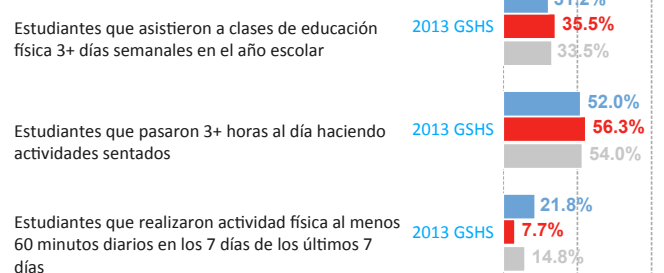 31.2%
Estudiantes que asistieron a clases de educación
física 3+ días semanales en el año escolar
2013 GSHS
35.5%
33.5%
52.0%
Estudiantes que pasaron 3+ horas al día haciendo
actividades sentados
2013 GSHS
56.3%
54.0%
21.8%
Estudiantes que realizaron actividad física al menos
60 minutos diarios en los 7 días de los últimos 7
días
2013 GSHS
7.7%
14.8%